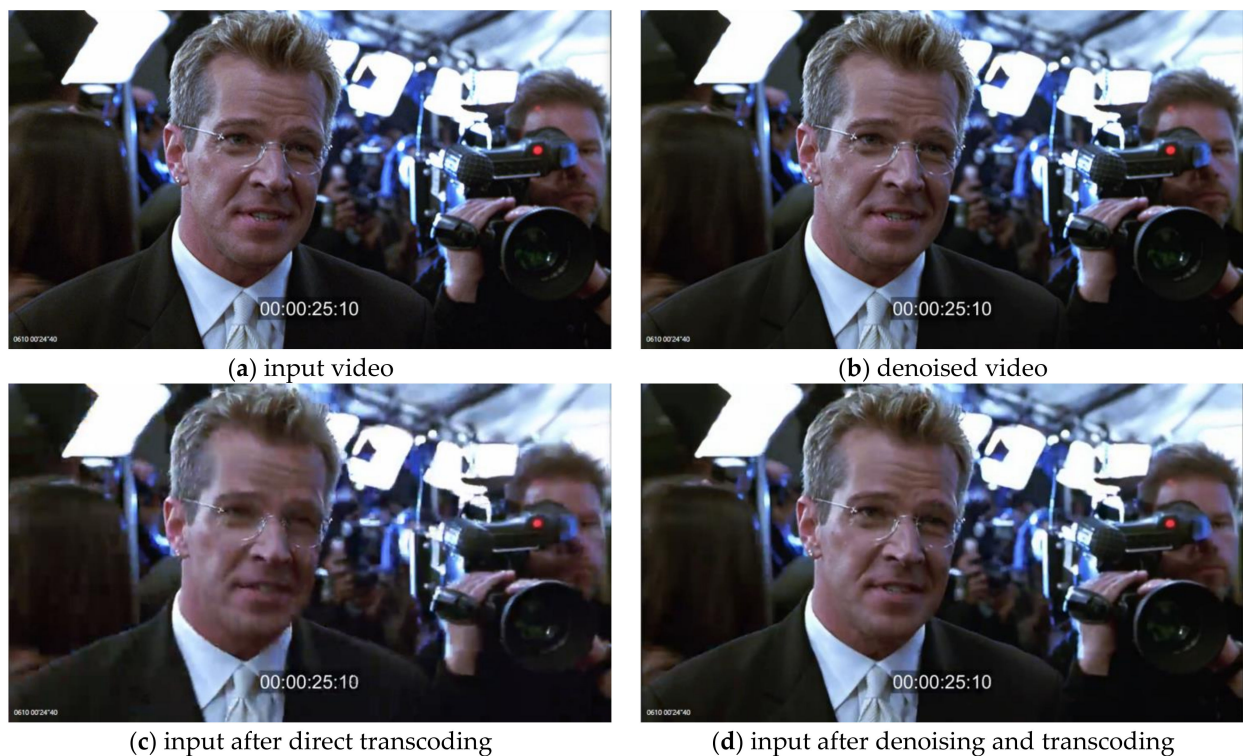 00:00:25:10
0610 00'24"40
00:00:25:10
0610 00'24"40
(a) input video
(b) denoised video
00:00:25:10
0610 00'24"40
00:00:25:10
0610 00'24"40
(c) input after direct transcoding
(d) input after denoising and transcoding